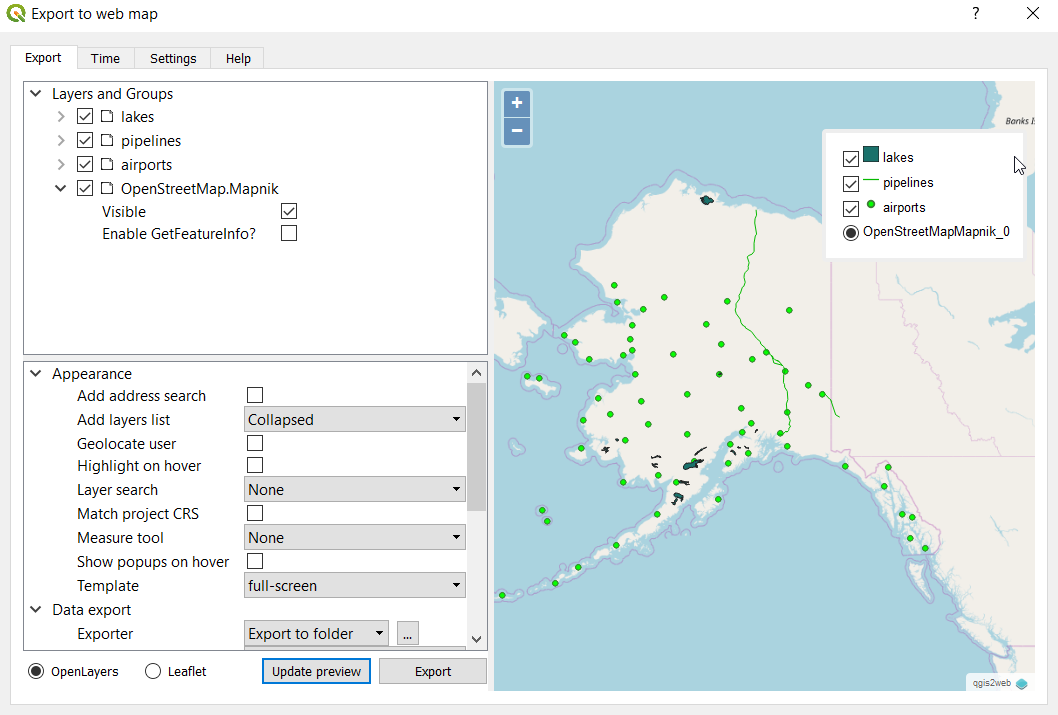 Export to web map
?
Export Time Settings Help
Layers and Groups
lakes
pipelines
airports
OpenStreetMap.Mapnik
Visible
Enable GetFeatureInfo?
Appearance
Add address search
Add layers list Collapsed
Geolocate user
Highlight on hover
Layer search None
Match project CRS
Measure tool None
Show popups on hover
Template full-screen
Data export
Exporter Export to folder ...
OpenLayers Leaflet Update preview Export
+
−
Banks
lakes
pipelines
airports
OpenStreetMapMapnik_0
qgis2web